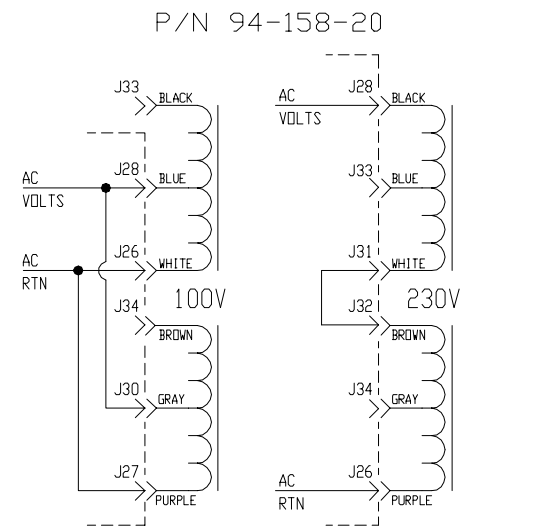 P/N 94-158-20
J33
BLACK
J28
AC
VOLTS
BLUE
J26
AC
RTN
WHITE
100V
J34
BROWN
J30
GRAY
J27
PURPLE
J28
AC
VOLTS
BLACK
J33
BLUE
J31
WHITE
230V
J32
BROWN
J34
GRAY
J26
AC
RTN
PURPLE